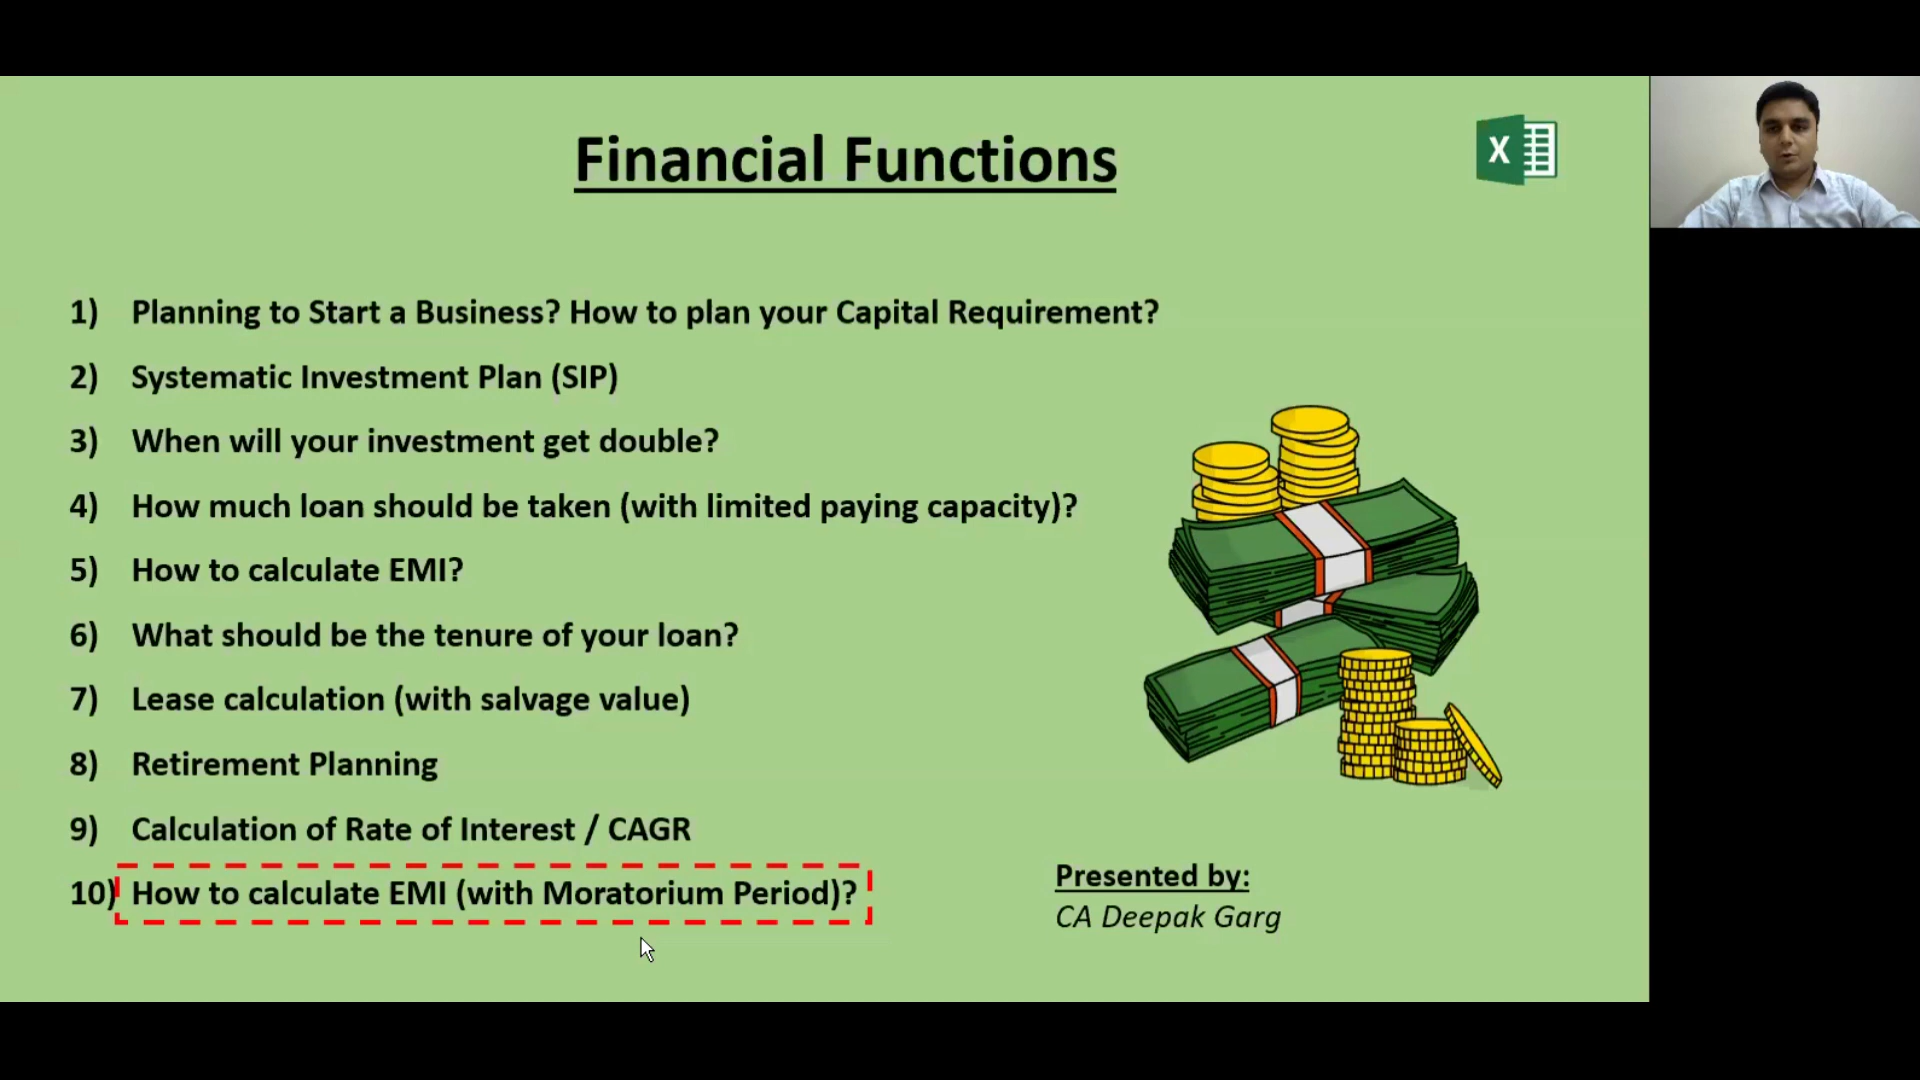 Financial Functions
X
1) Planning to Start a Business? How to plan your Capital Requirement?
2) Systematic Investment Plan (SIP)
3) When will your investment get double?
4) How much loan should be taken (with limited paying capacity)?
5) How to calculate EMI?
6) What should be the tenure of your loan?
7) Lease calculation (with salvage value)
8) Retirement Planning
9) Calculation of Rate of Interest / CAGR
10) How to calculate EMI (with Moratorium Period)?
Presented by:
CA Deepak Garg